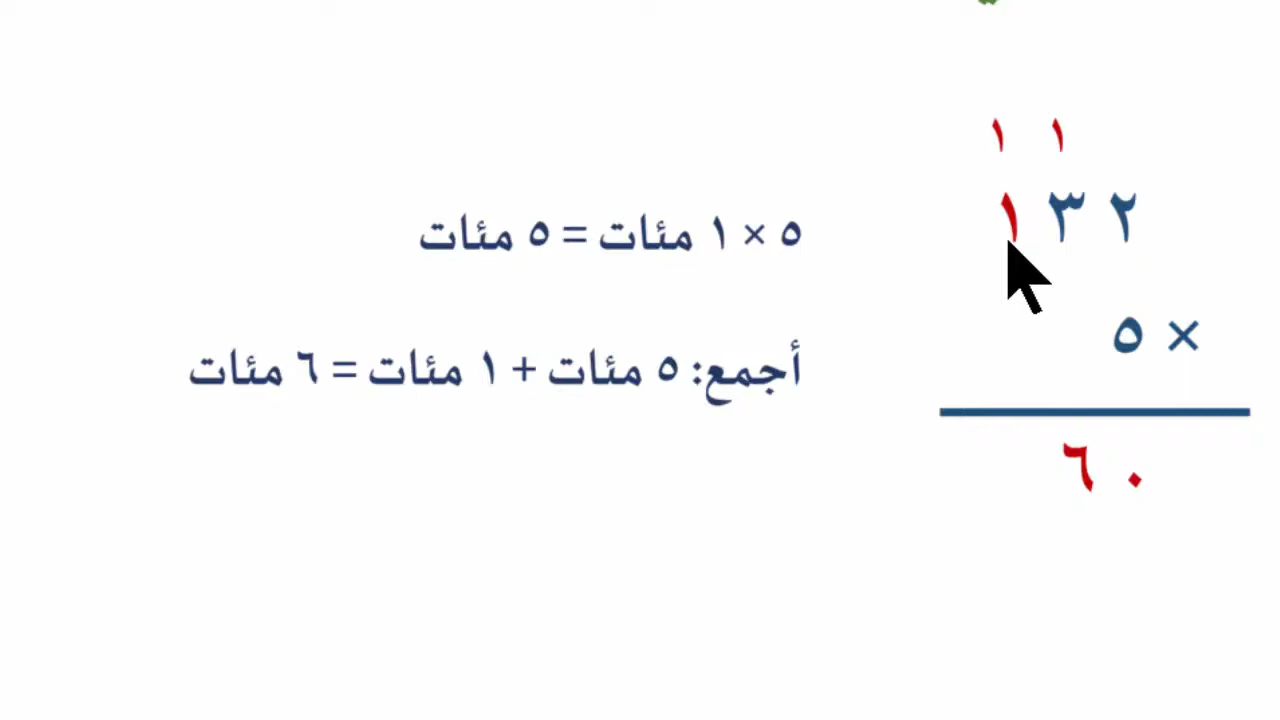 ١ ١
١ ٣ ٢
٥ ×
٦ ٠
٥ × ١ مئات = ٥ مئات
أجمع: ٥ مئات + ١ مئات = ٦ مئات